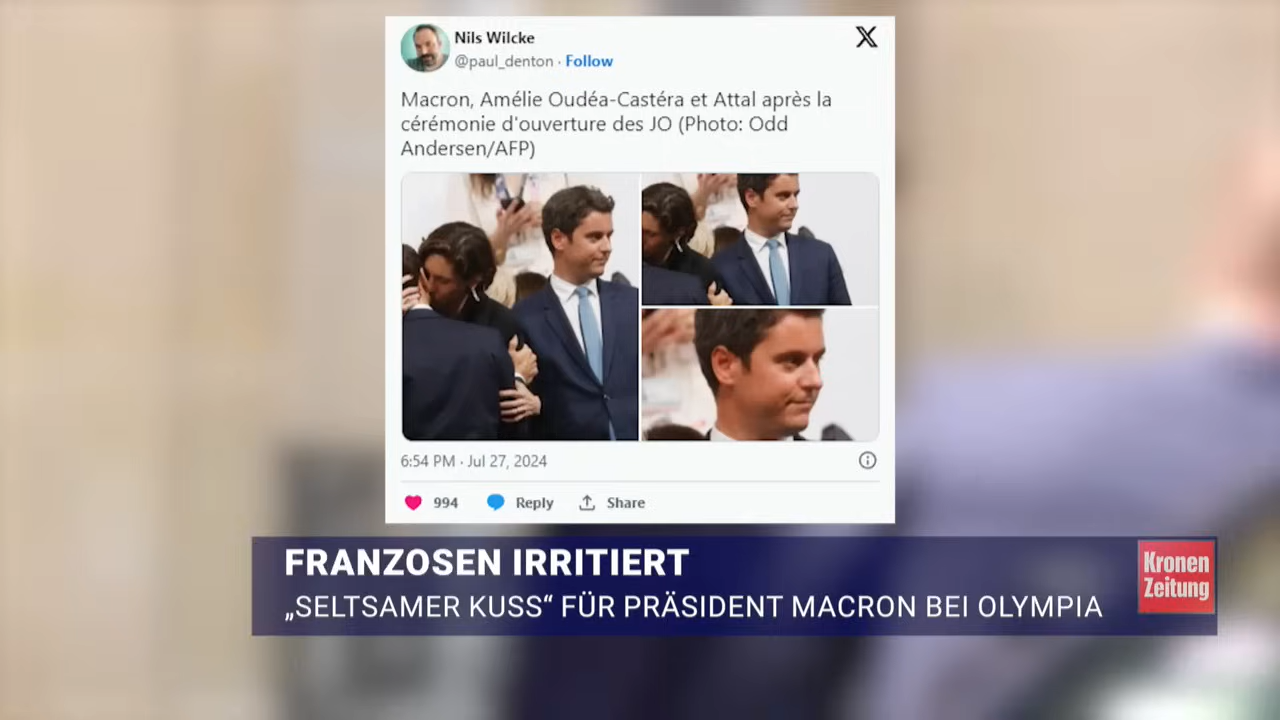 Nils Wilcke
@paul_denton · Follow
Macron, Amélie Oudéa-Castéra et Attal après la
cérémonie d'ouverture des JO (Photo: Odd
Andersen/AFP)
6:54 PM · Jul 27, 2024
994 Reply Share
FRANZOSEN IRRITIERT
„SELTSAMER KUSS“ FÜR PRÄSIDENT MACRON BEI OLYMPIA
Kronen
Zeitung